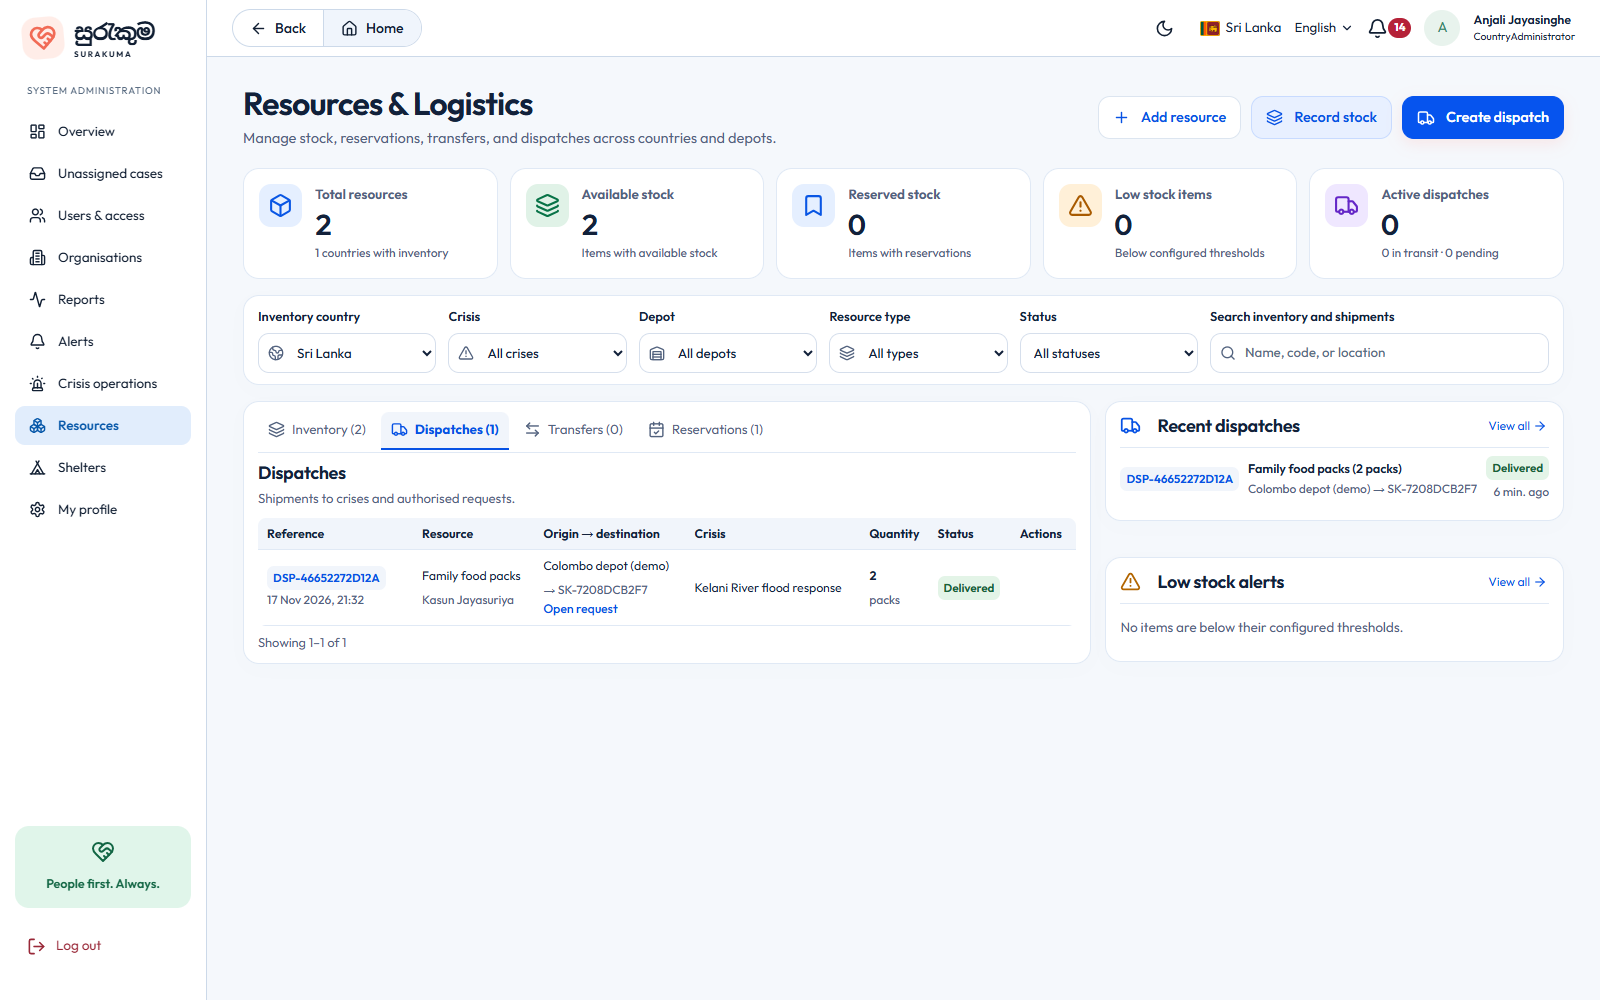 සුරැකුම
SURAKUMA
SYSTEM ADMINISTRATION
Overview
Unassigned cases
Users & access
Organisations
Reports
Alerts
Crisis operations
Resources
Shelters
My profile
People first. Always.
Log out
Back
Home
Sri Lanka
English
14
A
Anjali Jayasinghe
CountryAdministrator
Resources & Logistics
Manage stock, reservations, transfers, and dispatches across countries and depots.
Add resource
Record stock
Create dispatch
Total resources
2
1 countries with inventory
Available stock
2
Items with available stock
Reserved stock
0
Items with reservations
Low stock items
0
Below configured thresholds
Active dispatches
0
0 in transit · 0 pending
Inventory country
Sri Lanka
Crisis
All crises
Depot
All depots
Resource type
All types
Status
All statuses
Search inventory and shipments
Name, code, or location
Inventory (2)
Dispatches (1)
Transfers (0)
Reservations (1)
Dispatches
Shipments to crises and authorised requests.
Reference Resource Origin → destination Crisis Quantity Status Actions
DSP-46652272D12A
17 Nov 2026, 21:32
Family food packs
Kasun Jayasuriya
Colombo depot (demo)
→ SK-7208DCB2F7
Open request
Kelani River flood response
2
packs
Delivered
Showing 1–1 of 1
Recent dispatches
View all →
DSP-46652272D12A
Family food packs (2 packs)
Colombo depot (demo) → SK-7208DCB2F7
Delivered
6 min. ago
Low stock alerts
View all →
No items are below their configured thresholds.